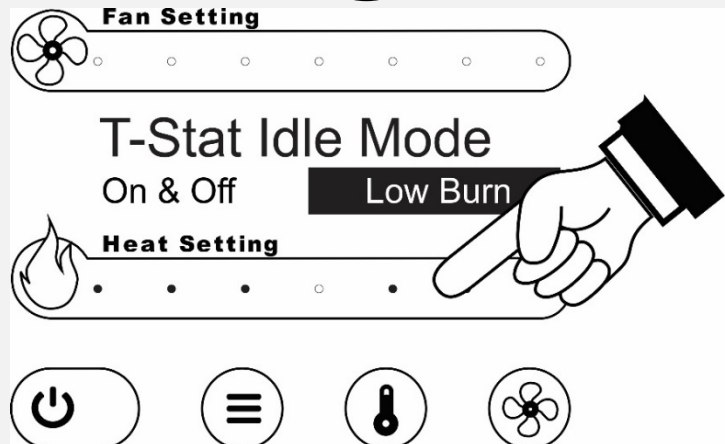 Fan Setting
T-Stat Idle Mode
On & Off Low Burn
Heat Setting